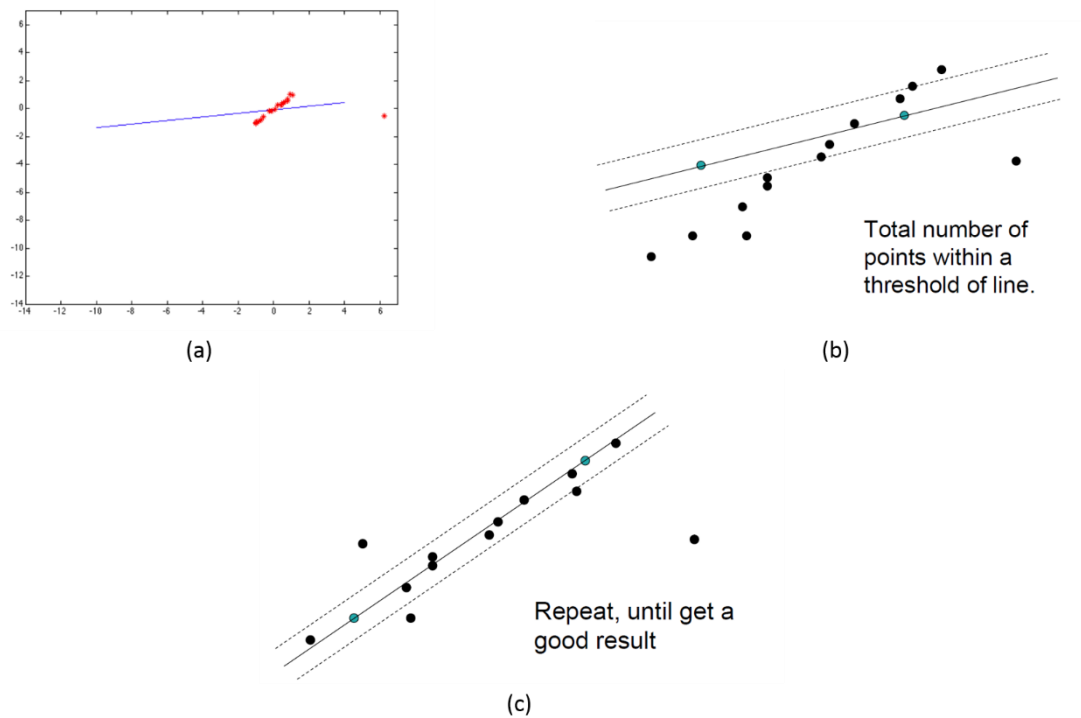 6
4
2
0
-2
-4
-6
-8
-10
-12
-14
-14 -12 -10 -8 -6 -4 -2 0 2 4 6
(a)
Total number of
points within a
threshold of line.
(b)
Repeat, until get a
good result
(c)